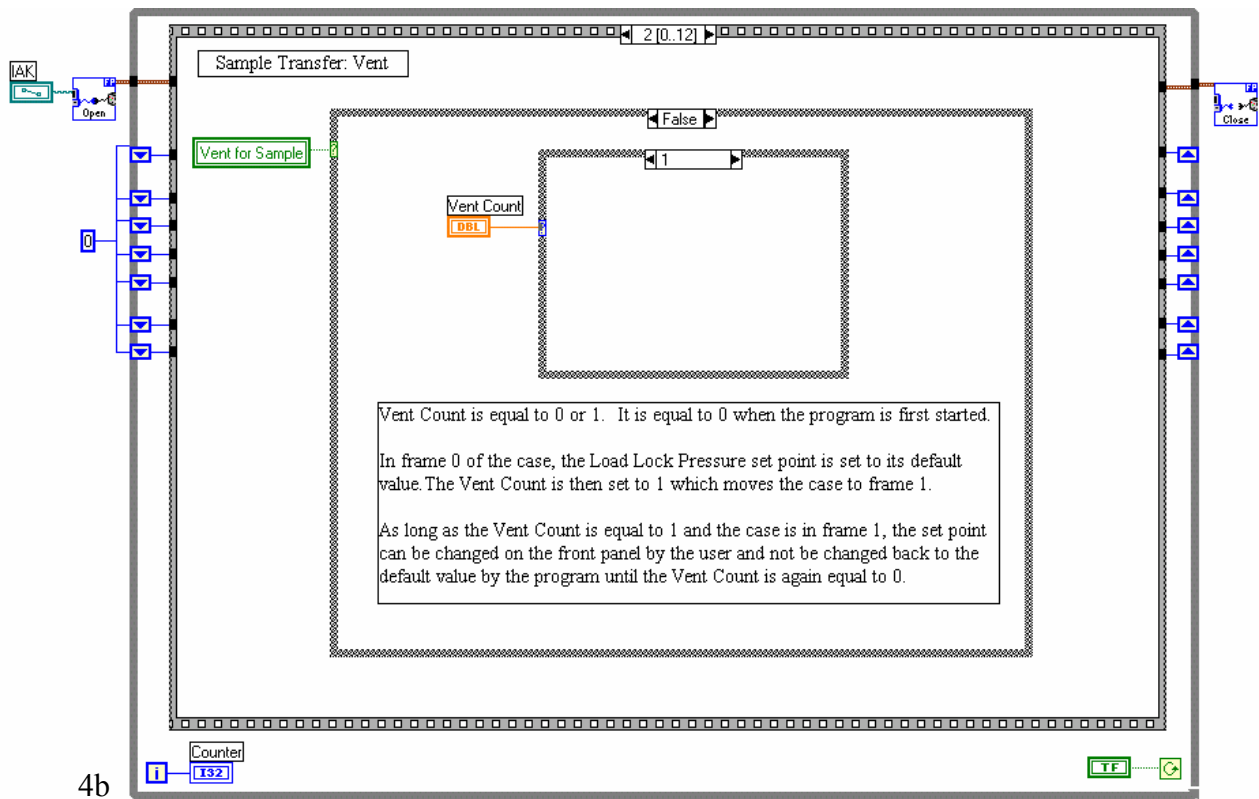 2 [0..12]
Sample Transfer: Vent
IAK
FP
Open
FP
Close
False
Vent for Sample
?
1
Vent Count
DBL
?
0
Vent Count is equal to 0 or 1. It is equal to 0 when the program is first started.
In frame 0 of the case, the Load Lock Pressure set point is set to its default
value.The Vent Count is then set to 1 which moves the case to frame 1.
As long as the Vent Count is equal to 1 and the case is in frame 1, the set point
can be changed on the front panel by the user and not be changed back to the
default value by the program until the Vent Count is again equal to 0.
Counter
i
I32
TF
4b